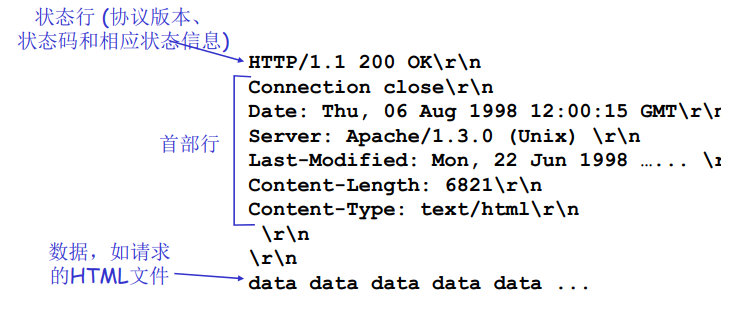 状态行 (协议版本、
状态码和相应状态信息)
HTTP/1.1 200 OK\r\n
Connection close\r\n
Date: Thu, 06 Aug 1998 12:00:15 GMT\r\n
Server: Apache/1.3.0 (Unix) \r\n
首部行
Last-Modified: Mon, 22 Jun 1998 …... \r
Content-Length: 6821\r\n
Content-Type: text/html\r\n
\r\n
数据，如请求
的HTML文件
\r\n
data data data data data ...